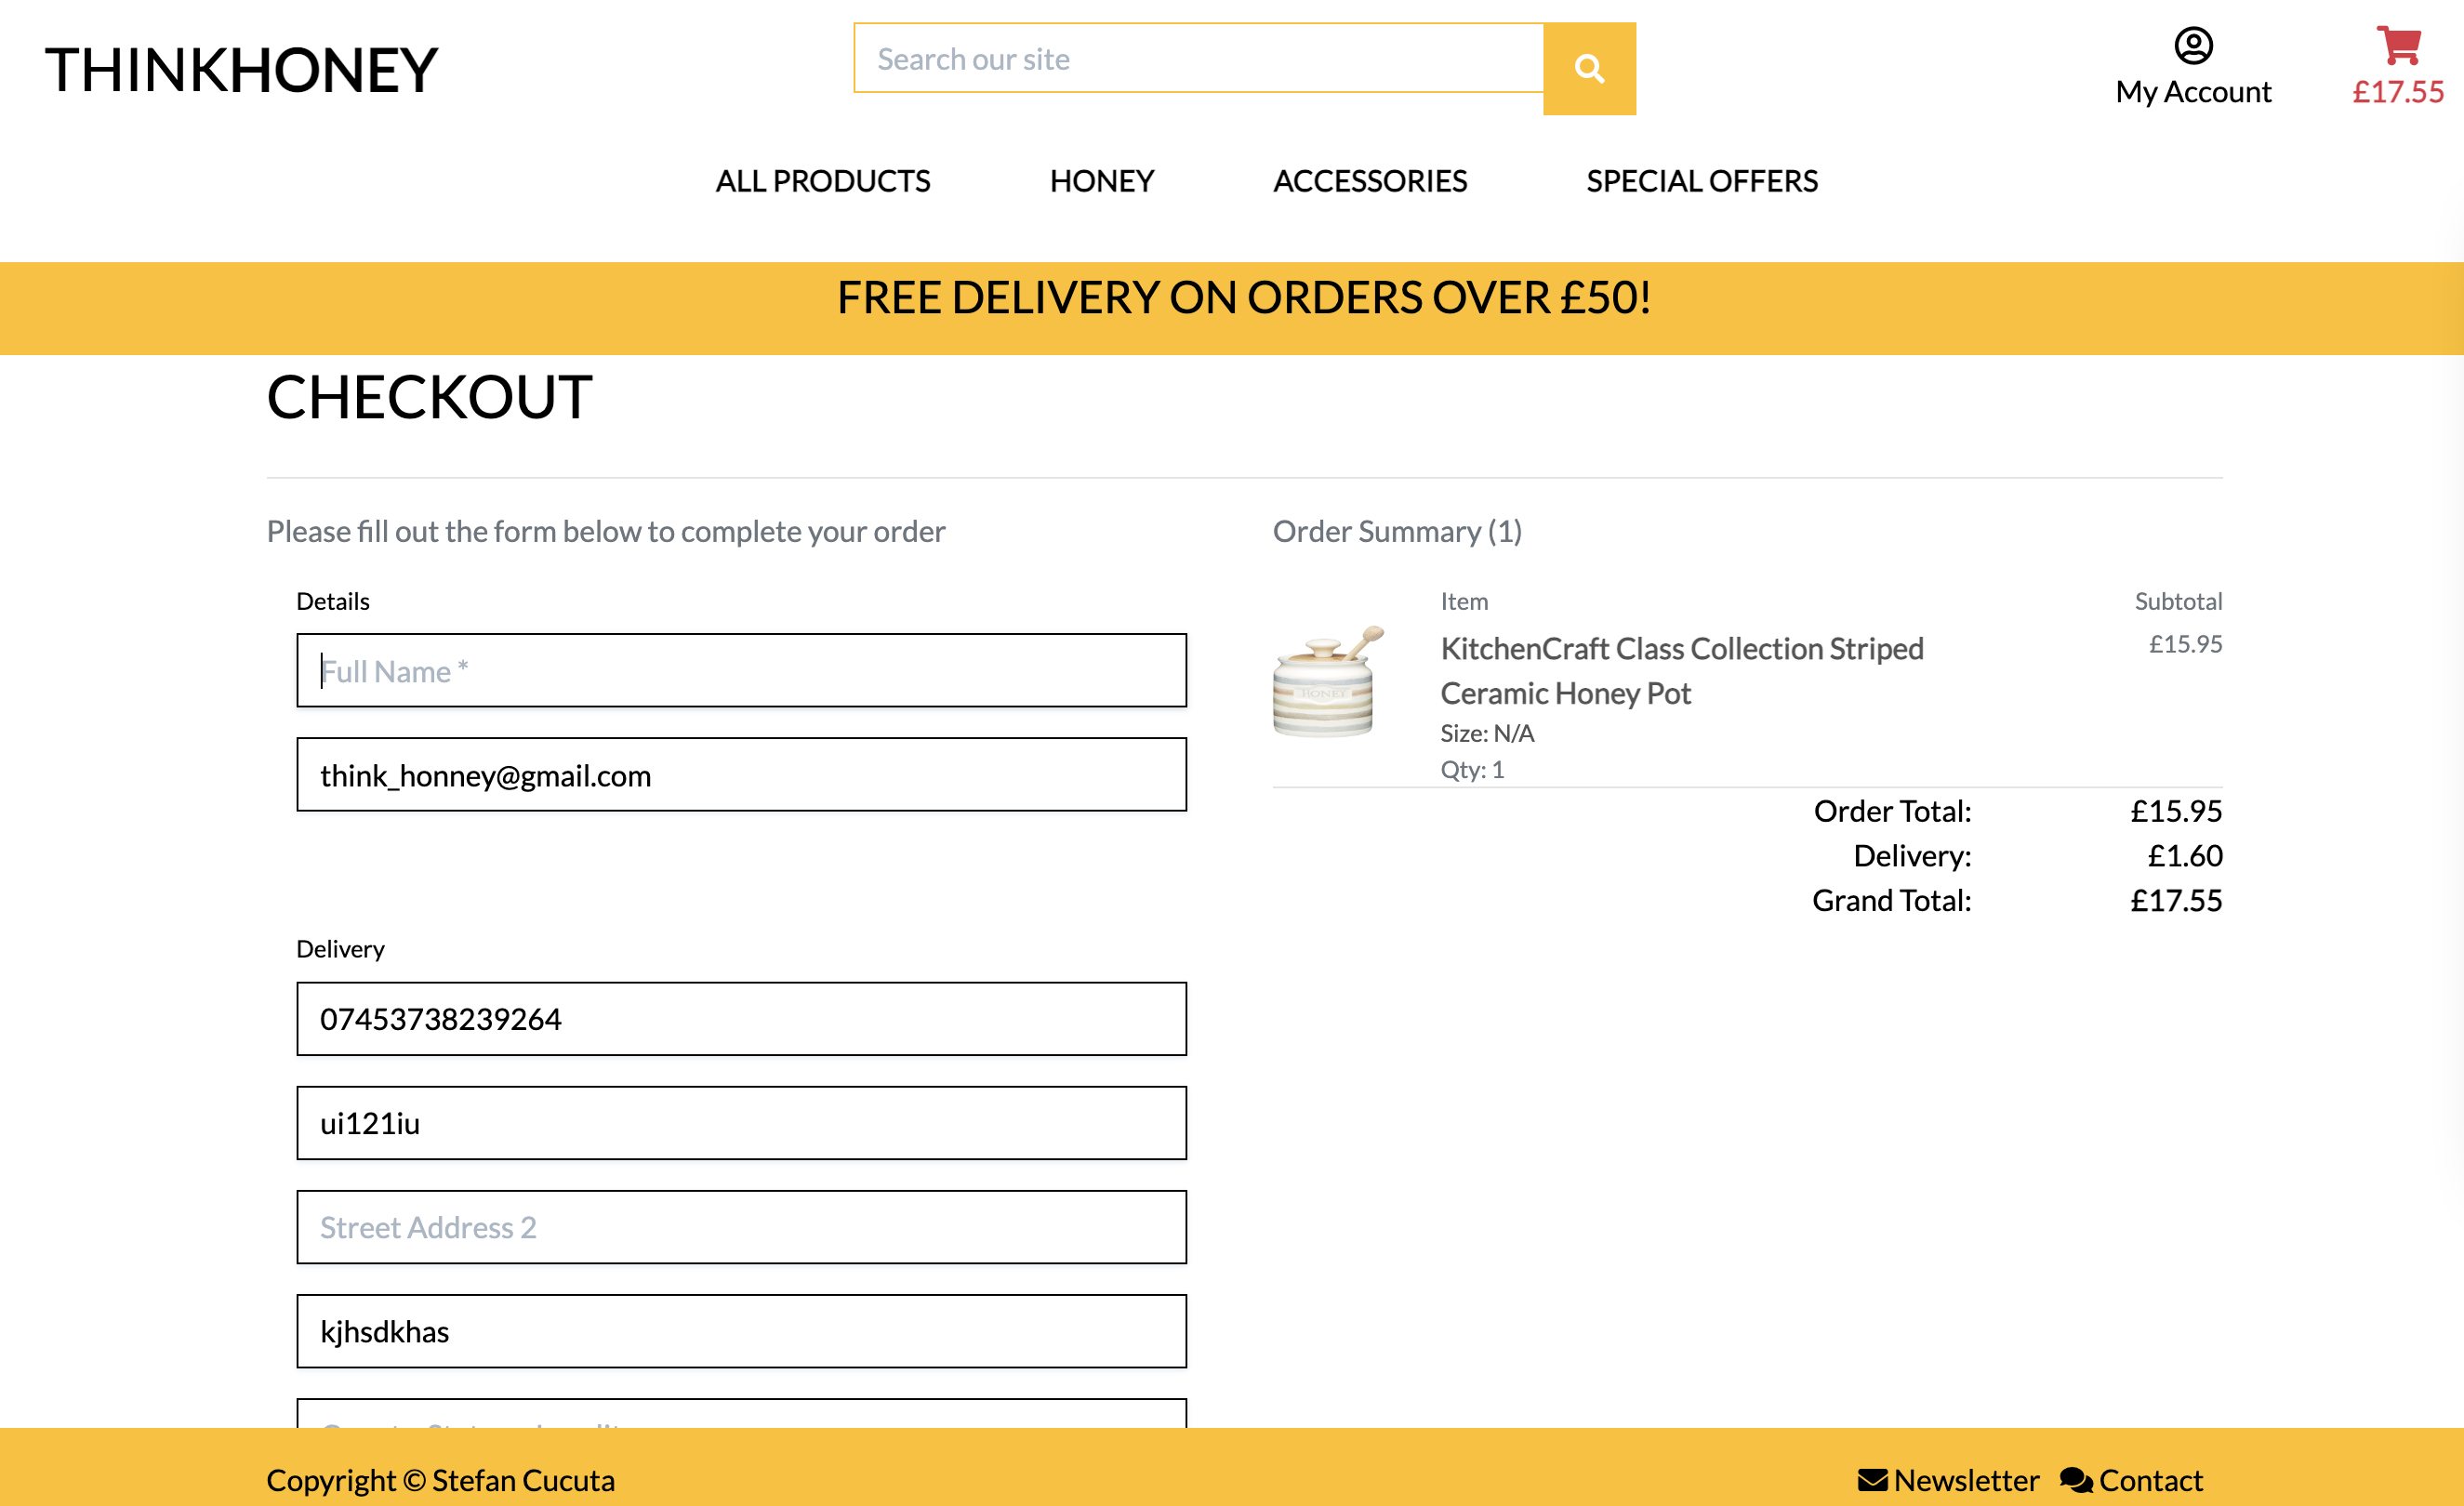 THINKHONEY
Search our site
My Account
£17.55
ALL PRODUCTS HONEY ACCESSORIES SPECIAL OFFERS
FREE DELIVERY ON ORDERS OVER £50!
CHECKOUT
Please fill out the form below to complete your order
Details
Full Name *
think_honney@gmail.com
Delivery
07453738239264
ui121iu
Street Address 2
kjhsdkhas
Order Summary (1)
Item Subtotal
HONEY
KitchenCraft Class Collection Striped £15.95
Ceramic Honey Pot
Size: N/A
Qty: 1
Order Total: £15.95
Delivery: £1.60
Grand Total: £17.55
Copyright © Stefan Cucuta Newsletter Contact